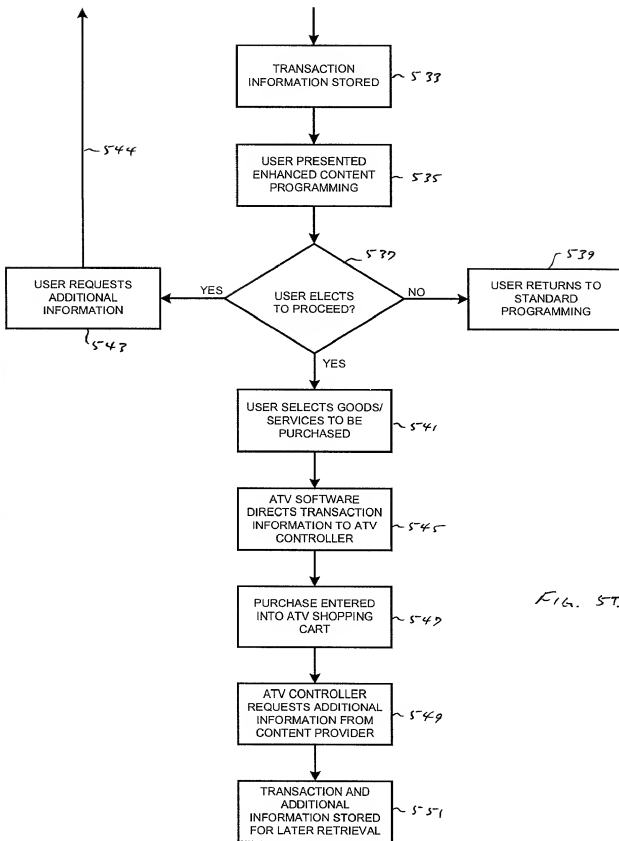 TRANSACTION
INFORMATION STORED
533
544
USER PRESENTED
ENHANCED CONTENT
PROGRAMMING
535
537
539
USER REQUESTS
ADDITIONAL
INFORMATION
YES
USER ELECTS
TO PROCEED?
NO
USER RETURNS TO
STANDARD
PROGRAMMING
543
YES
USER SELECTS GOODS/
SERVICES TO BE
PURCHASED
541
ATV SOFTWARE
DIRECTS TRANSACTION
INFORMATION TO ATV
CONTROLLER
545
PURCHASE ENTERED
INTO ATV SHOPPING
CART
547
FIG.
ATV CONTROLLER
REQUESTS ADDITIONAL
INFORMATION FROM
CONTENT PROVIDER
549
TRANSACTION AND
ADDITIONAL
INFORMATION STORED
FOR LATER RETRIEVAL
551